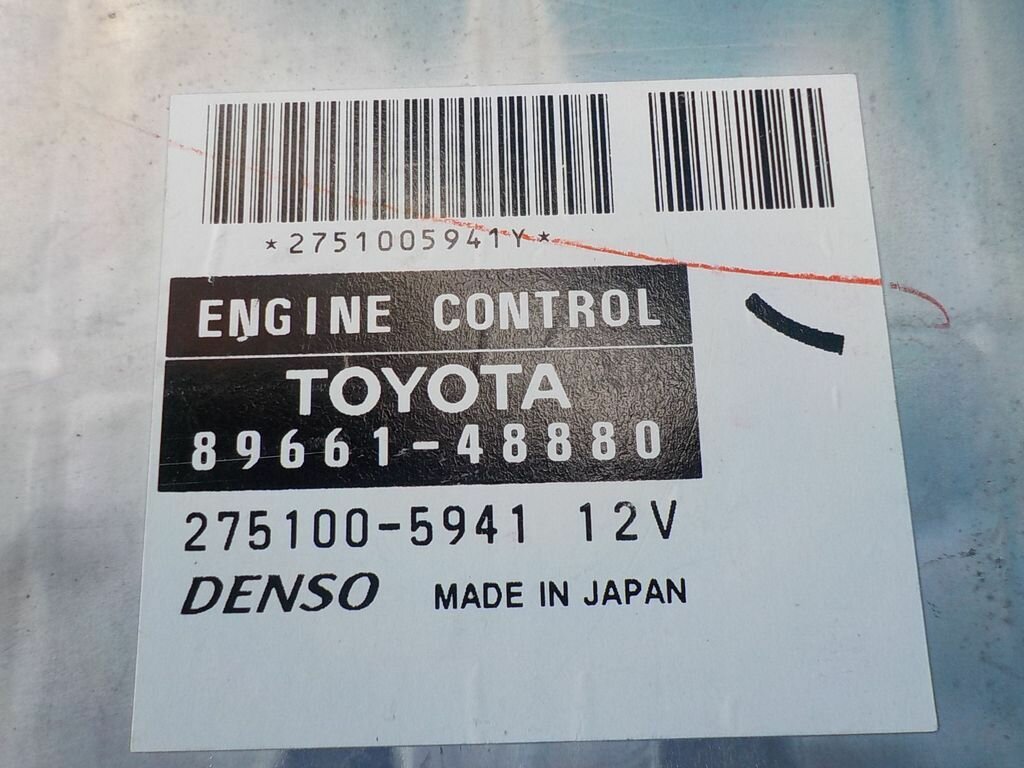 *2751005941Y*
ENGINE CONTROL
TOYOTA
89661-48880
275100-5941 12V
DENSO MADE IN JAPAN